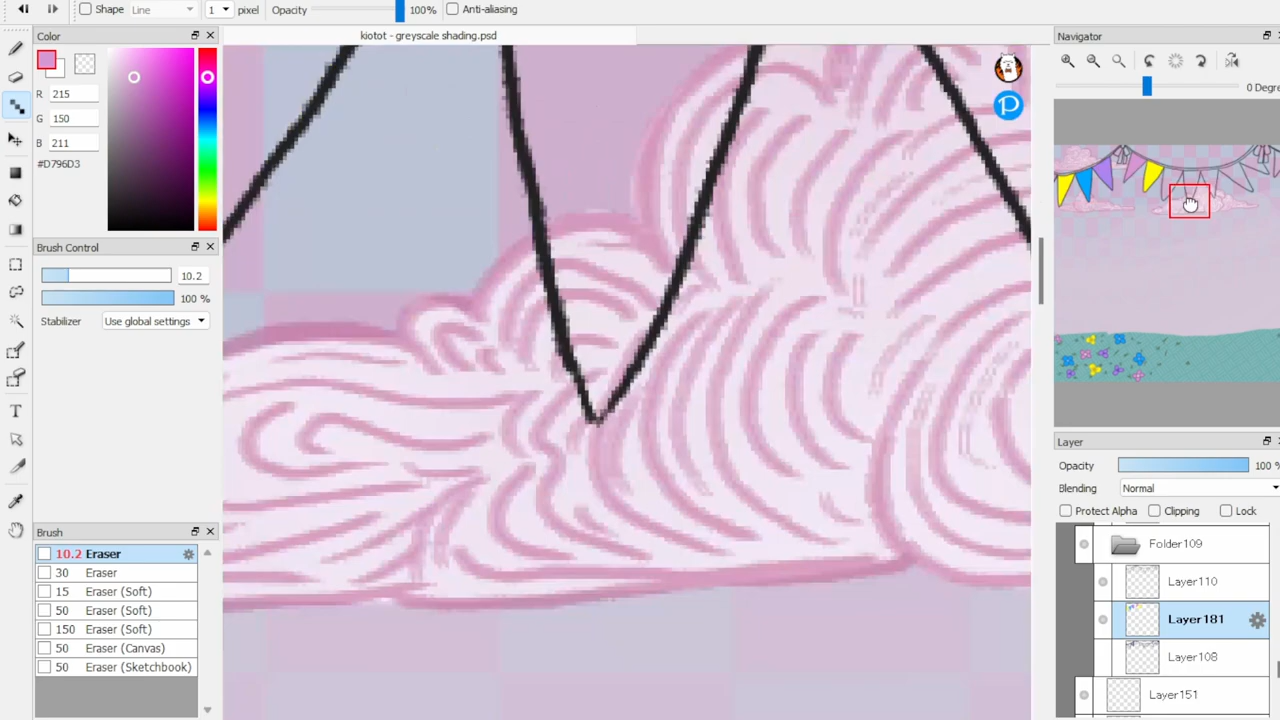 Shape Line 1 pixel Opacity 100% Anti-aliasing
Color
kiotot - greyscale shading.psd
Navigator
R 215
G 150
B 211
#D796D3
0 Degre
Brush Control
10.2
100 %
Stabilizer Use global settings
Layer
Opacity 100 %
Blending Normal
Protect Alpha Clipping Lock
Folder109
Layer110
Layer181
Layer108
Layer151
Brush
10.2 Eraser
30 Eraser
15 Eraser (Soft)
50 Eraser (Soft)
150 Eraser (Soft)
50 Eraser (Canvas)
50 Eraser (Sketchbook)
T
P